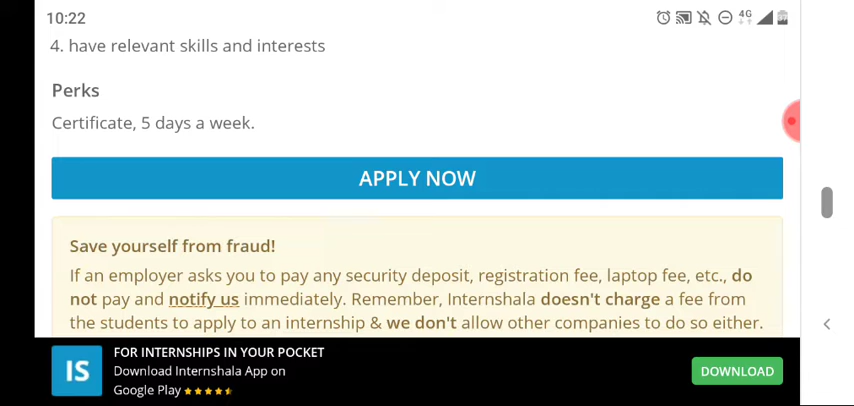 10:22
4G
4. have relevant skills and interests
Perks
Certificate, 5 days a week.
APPLY NOW
Save yourself from fraud!
If an employer asks you to pay any security deposit, registration fee, laptop fee, etc., do
not pay and notify us immediately. Remember, Internshala doesn't charge a fee from
the students to apply to an internship & we don't allow other companies to do so either.
IS
FOR INTERNSHIPS IN YOUR POCKET
Download Internshala App on
Google Play
DOWNLOAD